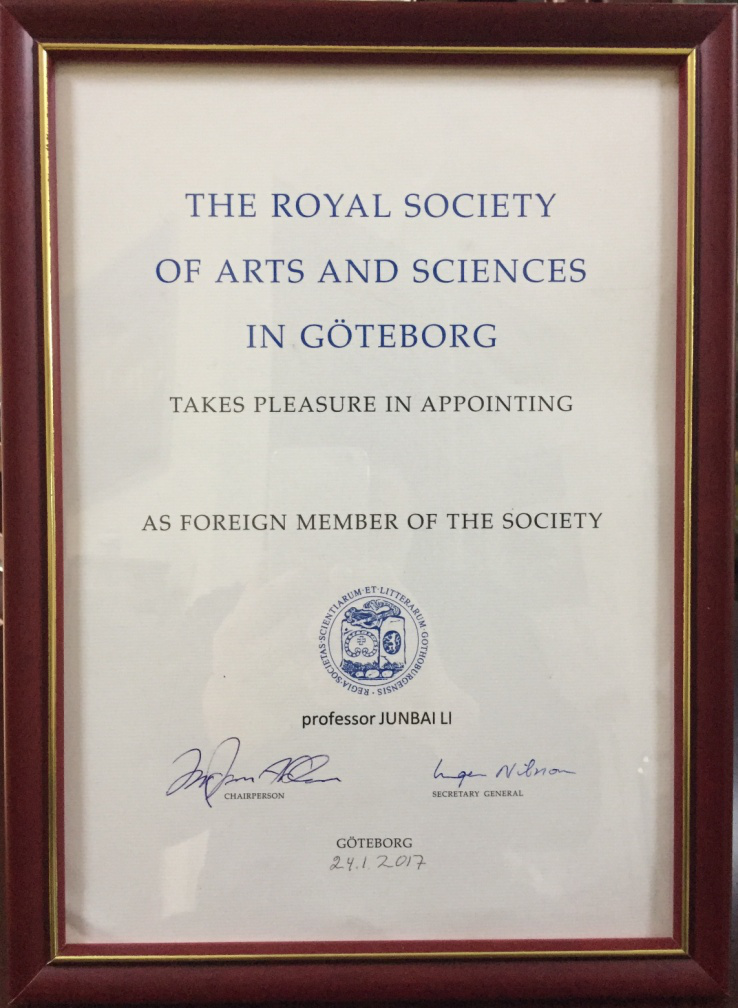 THE ROYAL SOCIETY
OF ARTS AND SCIENCES
IN GÖTEBORG
TAKES PLEASURE IN APPOINTING
AS FOREIGN MEMBER OF THE SOCIETY
REGIA·SOCIETAS·SCIENTIARUM·ET·LITTERARUM·GOTHOBURGENSIS·
professor JUNBAI LI
Nilsson
CHAIRPERSON
SECRETARY GENERAL
GÖTEBORG
24.1.2017